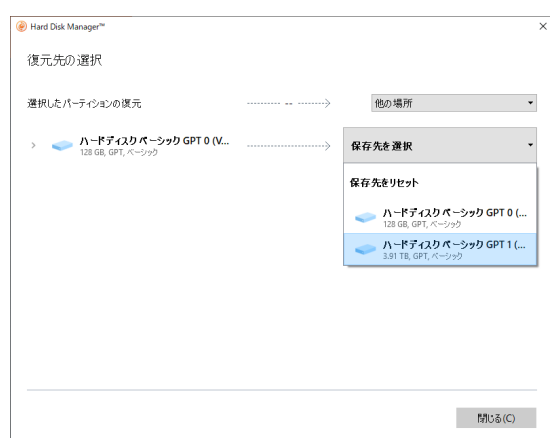 Hard Disk Manager™
復元先の選択
選択したパーティションの復元
他の場所
ハードディスク ベーシック GPT 0 (V...
128 GB, GPT, ベーシック
保存先を選択
保存先をリセット
ハードディスク ベーシック GPT 0 (...
128 GB, GPT, ベーシック
ハードディスク ベーシック GPT 1 (...
3.91 TB, GPT, ベーシック
閉じる(C)